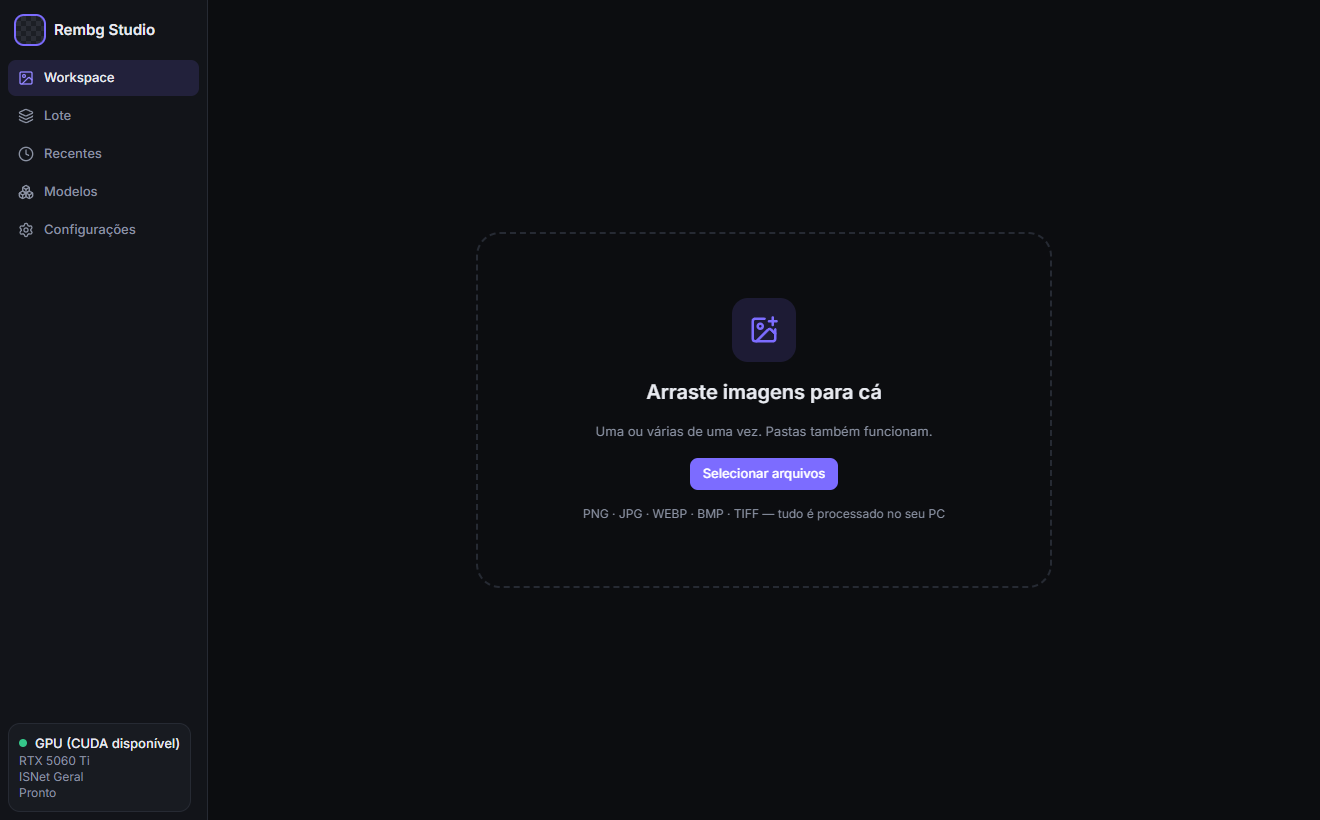 Rembg Studio
Workspace
Lote
Recentes
Modelos
Configurações
Arraste imagens para cá
Uma ou várias de uma vez. Pastas também funcionam.
Selecionar arquivos
PNG · JPG · WEBP · BMP · TIFF — tudo é processado no seu PC
GPU (CUDA disponível)
RTX 5060 Ti
ISNet Geral
Pronto